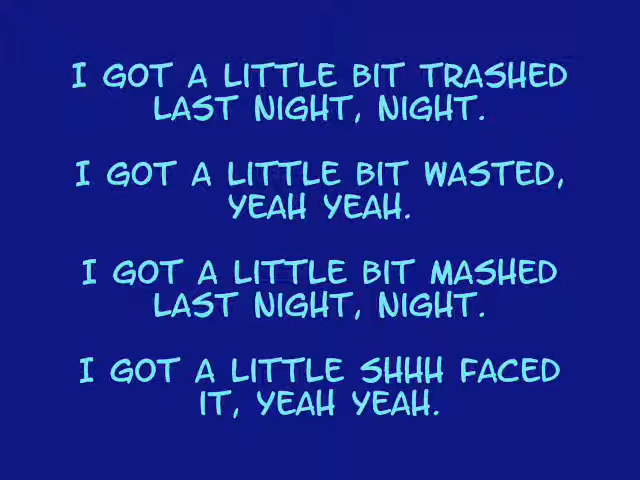 I GOT A LITTLE BIT TRASHED
LAST NIGHT, NIGHT.
I GOT A LITTLE BIT WASTED,
YEAH YEAH.
I GOT A LITTLE BIT MASHED
LAST NIGHT, NIGHT.
I GOT A LITTLE SHHH FACED
IT, YEAH YEAH.